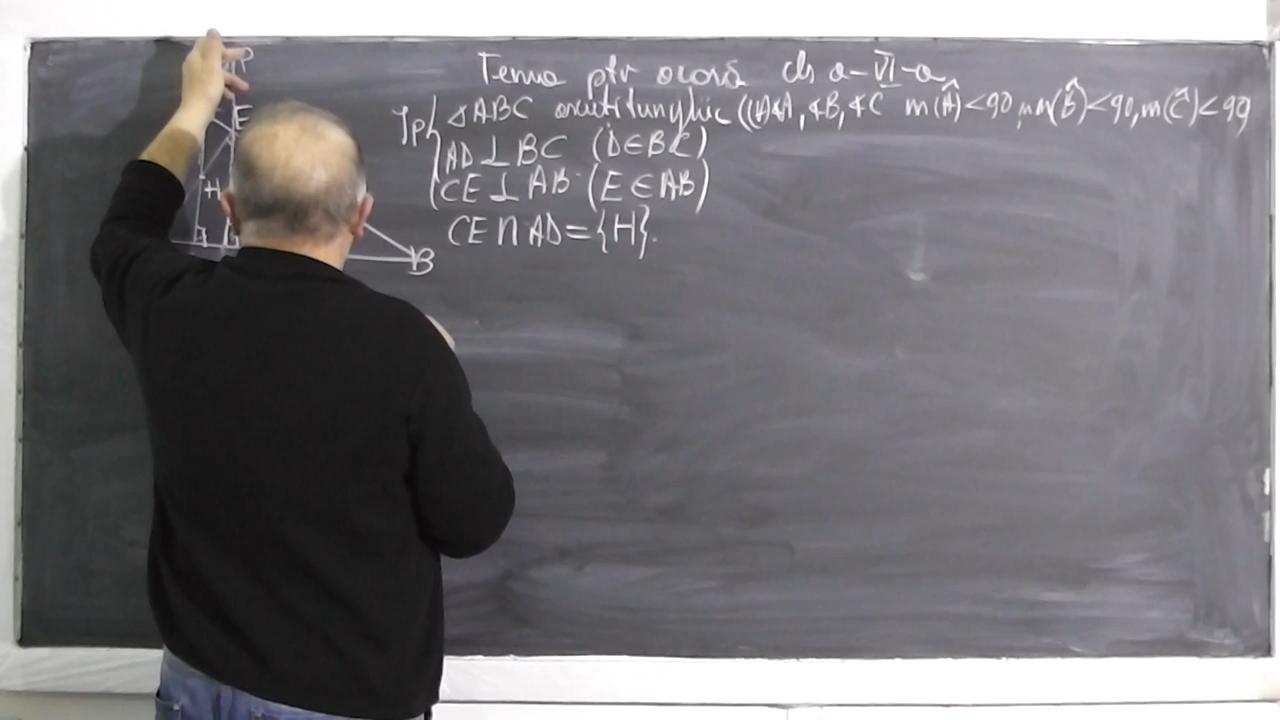 Tema ptr acasă cls a-VI-a
Ip { ∢ABC ascuțitunghic ((∀)∢A, ∢B, ∢C m(Â)<90, m(B̂)<90, m(Ĉ)<90
AD⊥BC (D∈BC)
CE⊥AB (E∈AB)
CE∩AD={H}.
P
E
H
B